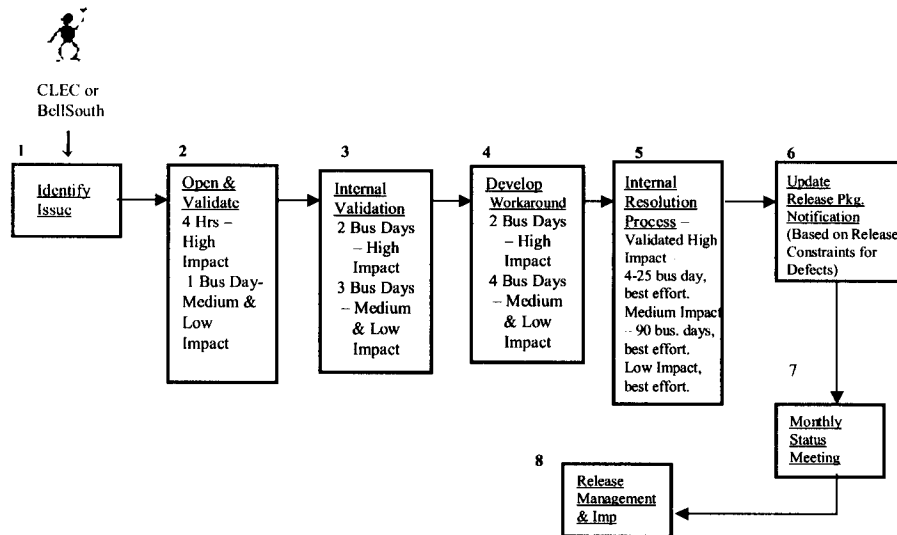 CLEC or
BellSouth
1
Identify
Issue
2
Open &
Validate
4 Hrs –
High
Impact
1 Bus Day-
Medium &
Low
Impact
3
Internal
Validation
2 Bus Days
– High
Impact
3 Bus Days
– Medium
& Low
Impact
4
Develop
Workaround
2 Bus Days
– High
Impact
4 Bus Days
– Medium
& Low
Impact
5
Internal
Resolution
Process –
Validated High
Impact –
4-25 bus day,
best effort.
Medium Impact
– 90 bus. days,
best effort.
Low Impact,
best effort.
6
Update
Release Pkg.
Notification
(Based on Release
Constraints for
Defects)
7
Monthly
Status
Meeting
8
Release
Management
& Imp